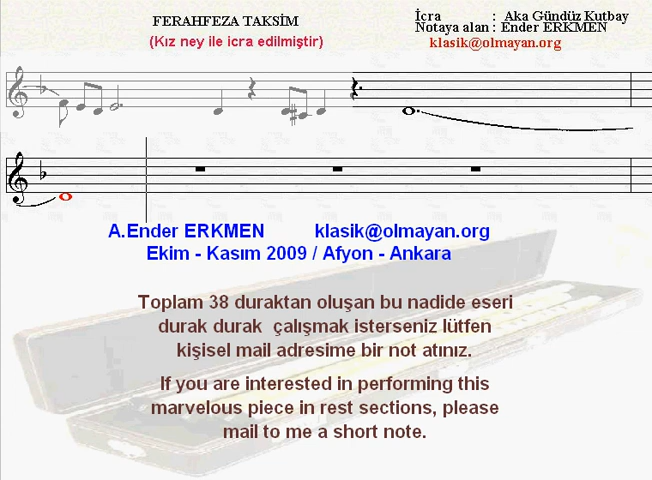 FERAHFEZA TAKSİM
(Kız ney ile icra edilmiştir)
İcra : Aka Gündüz Kutbay
Notaya alan : Ender ERKMEN
klasik@olmayan.org
A.Ender ERKMEN klasik@olmayan.org
Ekim - Kasım 2009 / Afyon - Ankara
Toplam 38 duraktan oluşan bu nadide eseri
durak durak çalışmak isterseniz lütfen
kişisel mail adresime bir not atınız.
If you are interested in performing this
marvelous piece in rest sections, please
mail to me a short note.